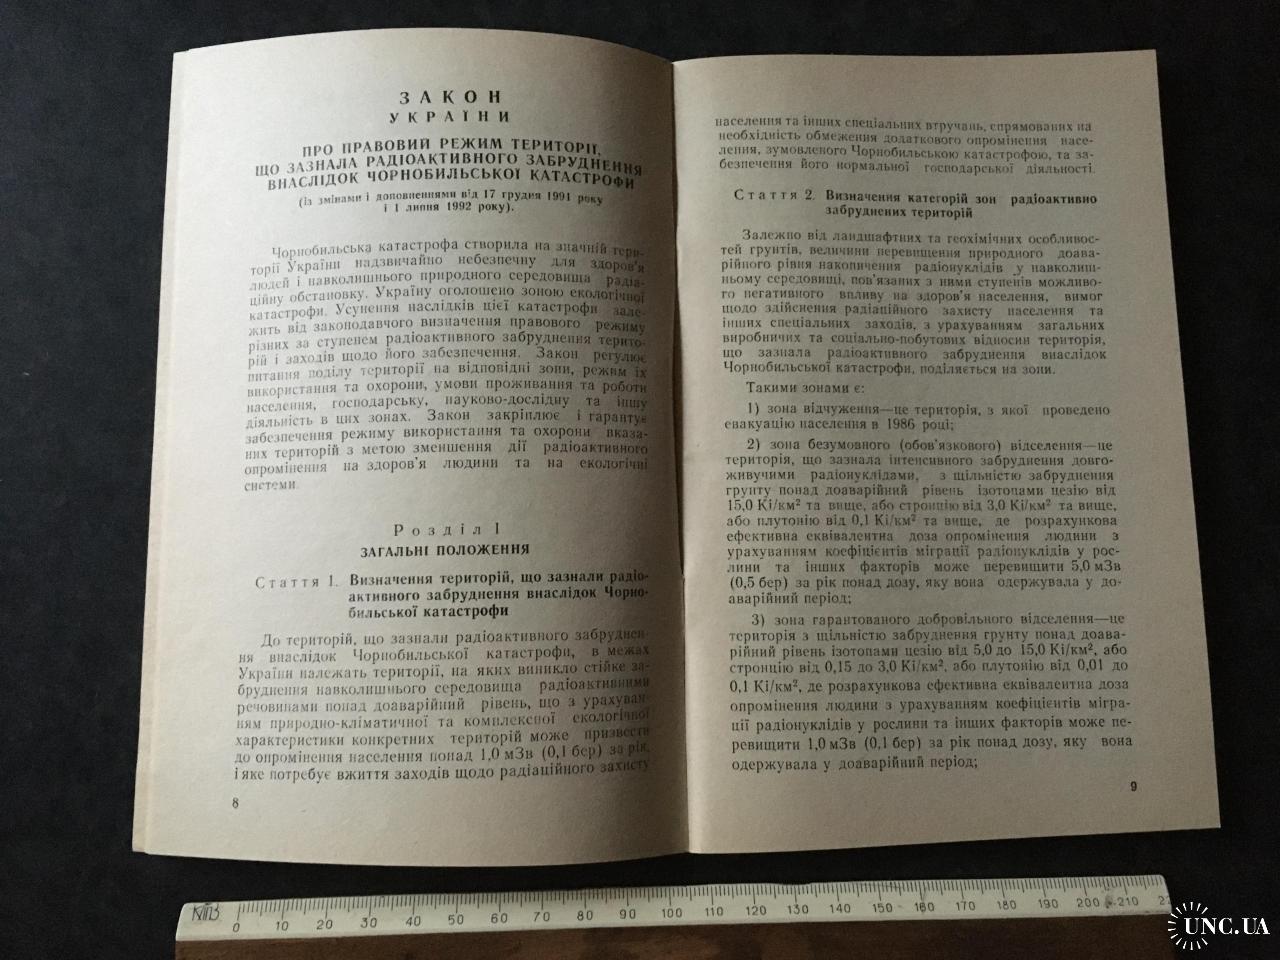 ЗАКОН
УКРАЇНИ
ПРО ПРАВОВИЙ РЕЖИМ ТЕРИТОРІЇ,
ЩО ЗАЗНАЛА РАДІОАКТИВНОГО ЗАБРУДНЕННЯ
ВНАСЛІДОК ЧОРНОБИЛЬСЬКОЇ КАТАСТРОФИ
(із змінами і доповненнями від 17 грудня 1991 року
і 1 липня 1992 року).
Чорнобильська катастрофа створила на значній тери-
торії України надзвичайно небезпечну для здоров'я
людей і навколишнього природного середовища радіа-
ційну обстановку. Україну оголошено зоною екологічної
катастрофи. Усунення наслідків цієї катастрофи зале-
жить від законодавчого визначення правового режиму
різних за ступенем радіоактивного забруднення терито-
рій і заходів щодо його забезпечення. Закон регулює
питання поділу території на відповідні зони, режим їх
використання та охорони, умови проживання та роботи
населення, господарську, науково-дослідну та іншу
діяльність в цих зонах. Закон закріплює і гарантує
забезпечення режиму використання та охорони вказа-
них територій з метою зменшення дії радіоактивного
опромінення на здоров'я людини та на екологічні
системи.
Розділ I
ЗАГАЛЬНІ ПОЛОЖЕННЯ
Стаття 1. Визначення територій, що зазнали радіо-
активного забруднення внаслідок Чорно-
бильської катастрофи
До територій, що зазнали радіоактивного забруднен-
ня внаслідок Чорнобильської катастрофи, в межах
України належать території, на яких виникло стійке за-
бруднення навколишнього середовища радіоактивними
речовинами понад доаварійний рівень, що з урахуван-
ням природно-кліматичної та комплексної екологічної
характеристики конкретних територій може призвести
до опромінення населення понад 1,0 мЗв (0,1 бер) за рік,
і яке потребує вжиття заходів щодо радіаційного захисту
8
населення та інших спеціальних втручань, спрямованих на
необхідність обмеження додаткового опромінення насе-
лення, зумовленого Чорнобильською катастрофою, та за-
безпечення його нормальної господарської діяльності.
Стаття 2. Визначення категорій зон радіоактивно
забруднених територій
Залежно від ландшафтних та геохімічних особливос-
тей грунтів, величини перевищення природного доава-
рійного рівня накопичення радіонуклідів у навколиш-
ньому середовищі, пов'язаних з ними ступенів можливо-
го негативного впливу на здоров'я населення, вимог
щодо здійснення радіаційного захисту населення та
інших спеціальних заходів, з урахуванням загальних
виробничих та соціально-побутових відносин територія,
що зазнала радіоактивного забруднення внаслідок
Чорнобильської катастрофи, поділяється на зони.
Такими зонами є:
1) зона відчуження—це територія, з якої проведено
евакуацію населення в 1986 році;
2) зона безумовного (обов'язкового) відселення—це
територія, що зазнала інтенсивного забруднення довго-
живучими радіонуклідами, з щільністю забруднення
грунту понад доаварійний рівень ізотопами цезію від
15,0 Кі/км² та вище, або стронцію від 3,0 Кі/км² та вище,
або плутонію від 0,1 Кі/км² та вище, де розрахункова
ефективна еквівалентна доза опромінення людини з
урахуванням коефіцієнтів міграції радіонуклідів у рос-
лини та інших факторів може перевищити 5,0 мЗв
(0,5 бер) за рік понад дозу, яку вона одержувала у до-
аварійний період;
3) зона гарантованого добровільного відселення—це
територія з щільністю забруднення грунту понад доава-
рійний рівень ізотопами цезію від 5,0 до 15,0 Кі/км², або
стронцію від 0,15 до 3,0 Кі/км², або плутонію від 0,01 до
0,1 Кі/км², де розрахункова ефективна еквівалентна доза
опромінення людини з урахуванням коефіцієнтів мігра-
ції радіонуклідів у рослини та інших факторів може пе-
ревищити 1,0 мЗв (0,1 бер) за рік понад дозу, яку вона
одержувала у доаварійний період;
9
0 10 20 30 40 50 60 70 80 90 100 110 120 130 140 150 160 170 180 190 200 210
UNC.UA